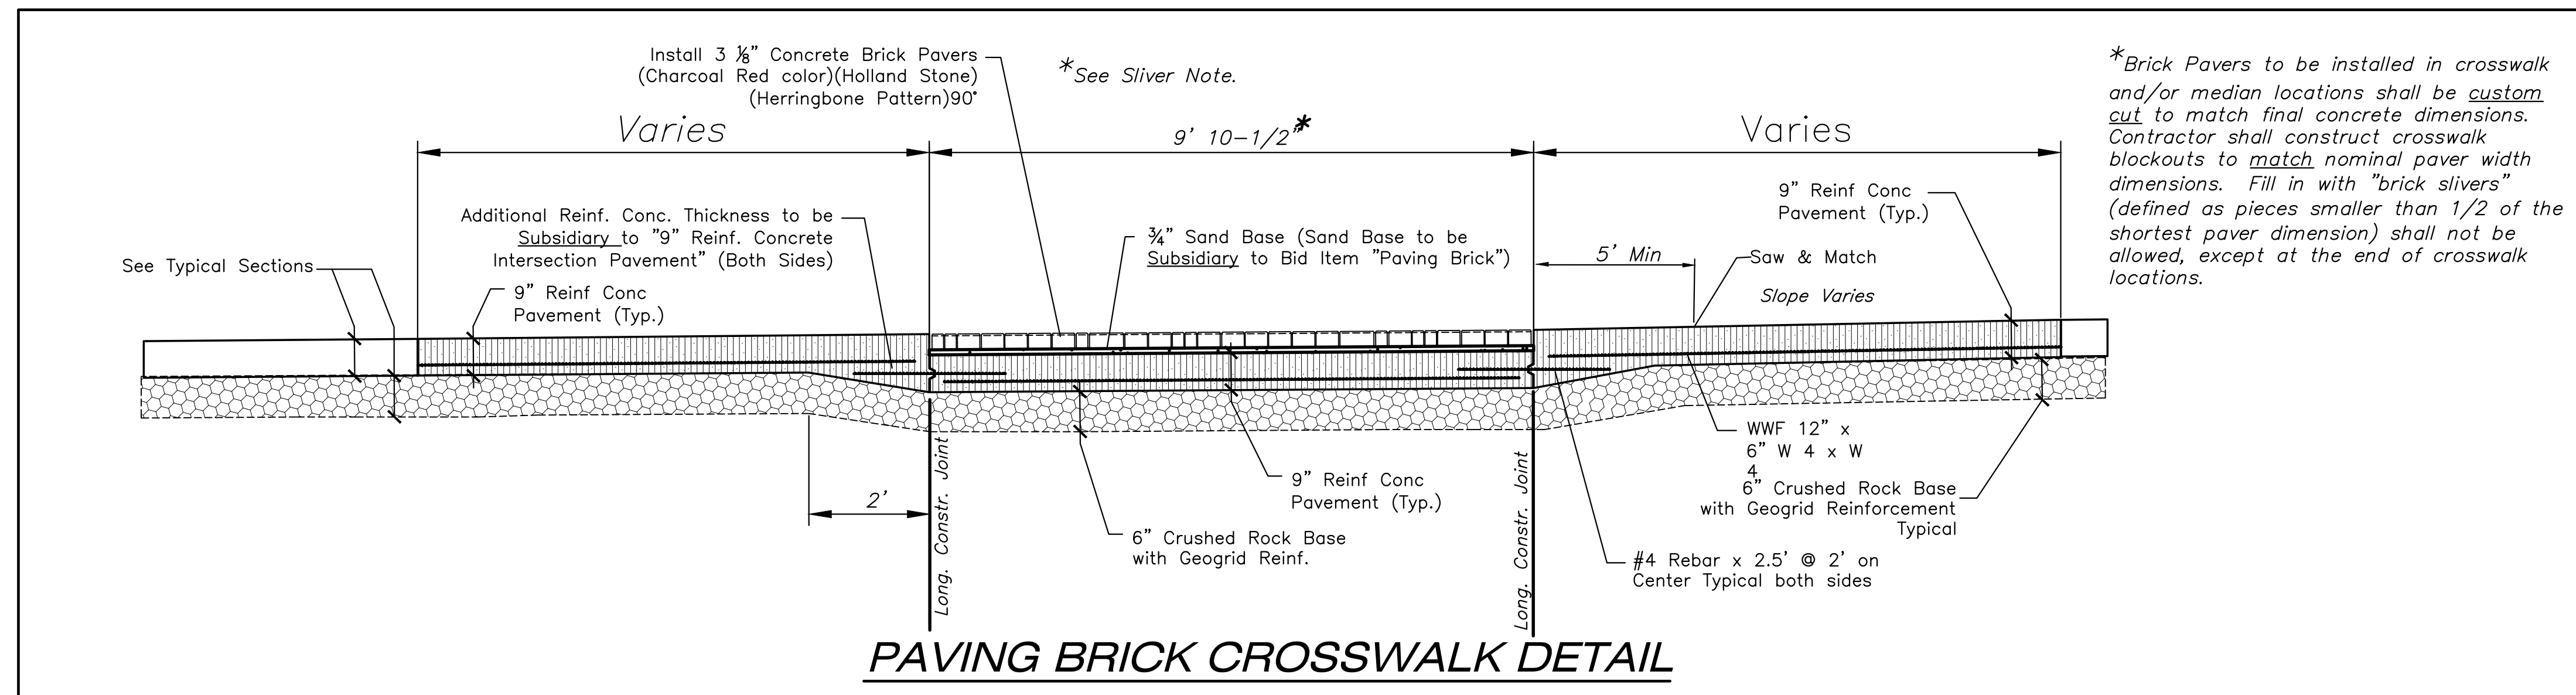 Install 3 ⅛" Concrete Brick Pavers
(Charcoal Red color)(Holland Stone)
(Herringbone Pattern)90°
*See Sliver Note.
*Brick Pavers to be installed in crosswalk
and/or median locations shall be custom
cut to match final concrete dimensions.
Contractor shall construct crosswalk
blockouts to match nominal paver width
dimensions. Fill in with "brick slivers"
(defined as pieces smaller than 1/2 of the
shortest paver dimension) shall not be
allowed, except at the end of crosswalk
locations.
Varies
9' 10-1/2"*
Varies
9" Reinf Conc
Pavement (Typ.)
Additional Reinf. Conc. Thickness to be
Subsidiary to "9" Reinf. Concrete
Intersection Pavement" (Both Sides)
¾" Sand Base (Sand Base to be
Subsidiary to Bid Item "Paving Brick")
5' Min
Saw & Match
Slope Varies
See Typical Sections
9" Reinf Conc
Pavement (Typ.)
WWF 12" x
6" W 4 x W
4
6" Crushed Rock Base
with Geogrid Reinforcement
Typical
2'
Long. Constr. Joint
9" Reinf Conc
Pavement (Typ.)
6" Crushed Rock Base
with Geogrid Reinf.
Long. Constr. Joint
#4 Rebar x 2.5' @ 2' on
Center Typical both sides
PAVING BRICK CROSSWALK DETAIL